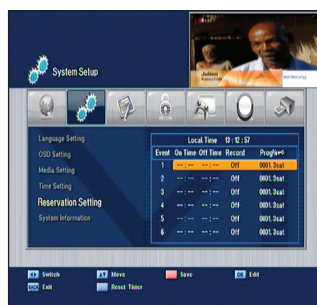 System Setup
Julien
Language Setting
OSD Setting
Media Setting
Time Setting
Reservation Setting
System Information
Local Time 13:12:57
Event On Time Off Time Record
1 --:-- --:-- Off 0001. 3sat
2 --:-- --:-- Off 0001. 3sat
3 --:-- --:-- Off 0001. 3sat
4 --:-- --:-- Off 0001. 3sat
5 --:-- --:-- Off 0001. 3sat
6 --:-- --:-- Off 0001. 3sat
Switch Move Save OK Edit
EXIT Reset Timer